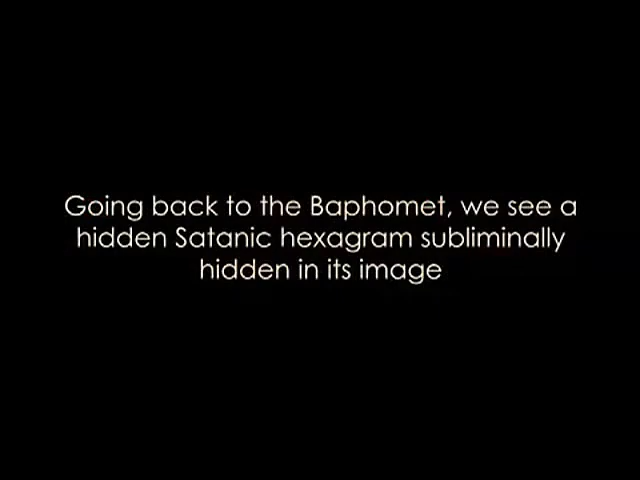 Going back to the Baphomet, we see a
hidden Satanic hexagram subliminally
hidden in its image